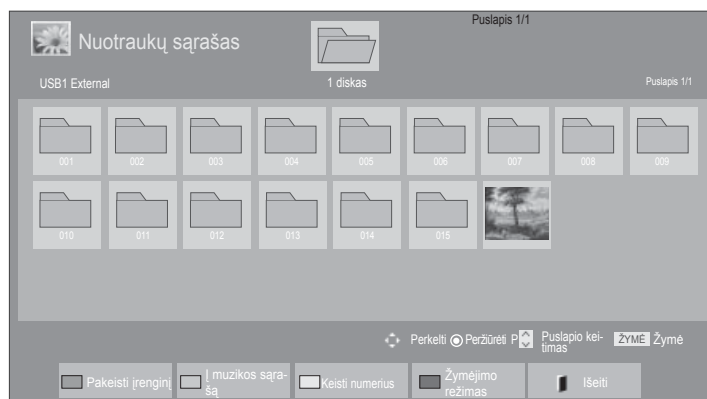 Puslapis 1/1
Nuotraukų sąrašas
USB1 External
1 diskas
Puslapis 1/1
001 002 003 004 005 006 007 008 009
010 011 012 013 014 015
Perkelti Peržiūrėti P Puslapio kei-
timas
ŽYMĖ Žymė
Pakeisti įrenginį
Į muzikos sąra-
šą
Keisti numerius
Žymėjimo
režimas
Išeiti